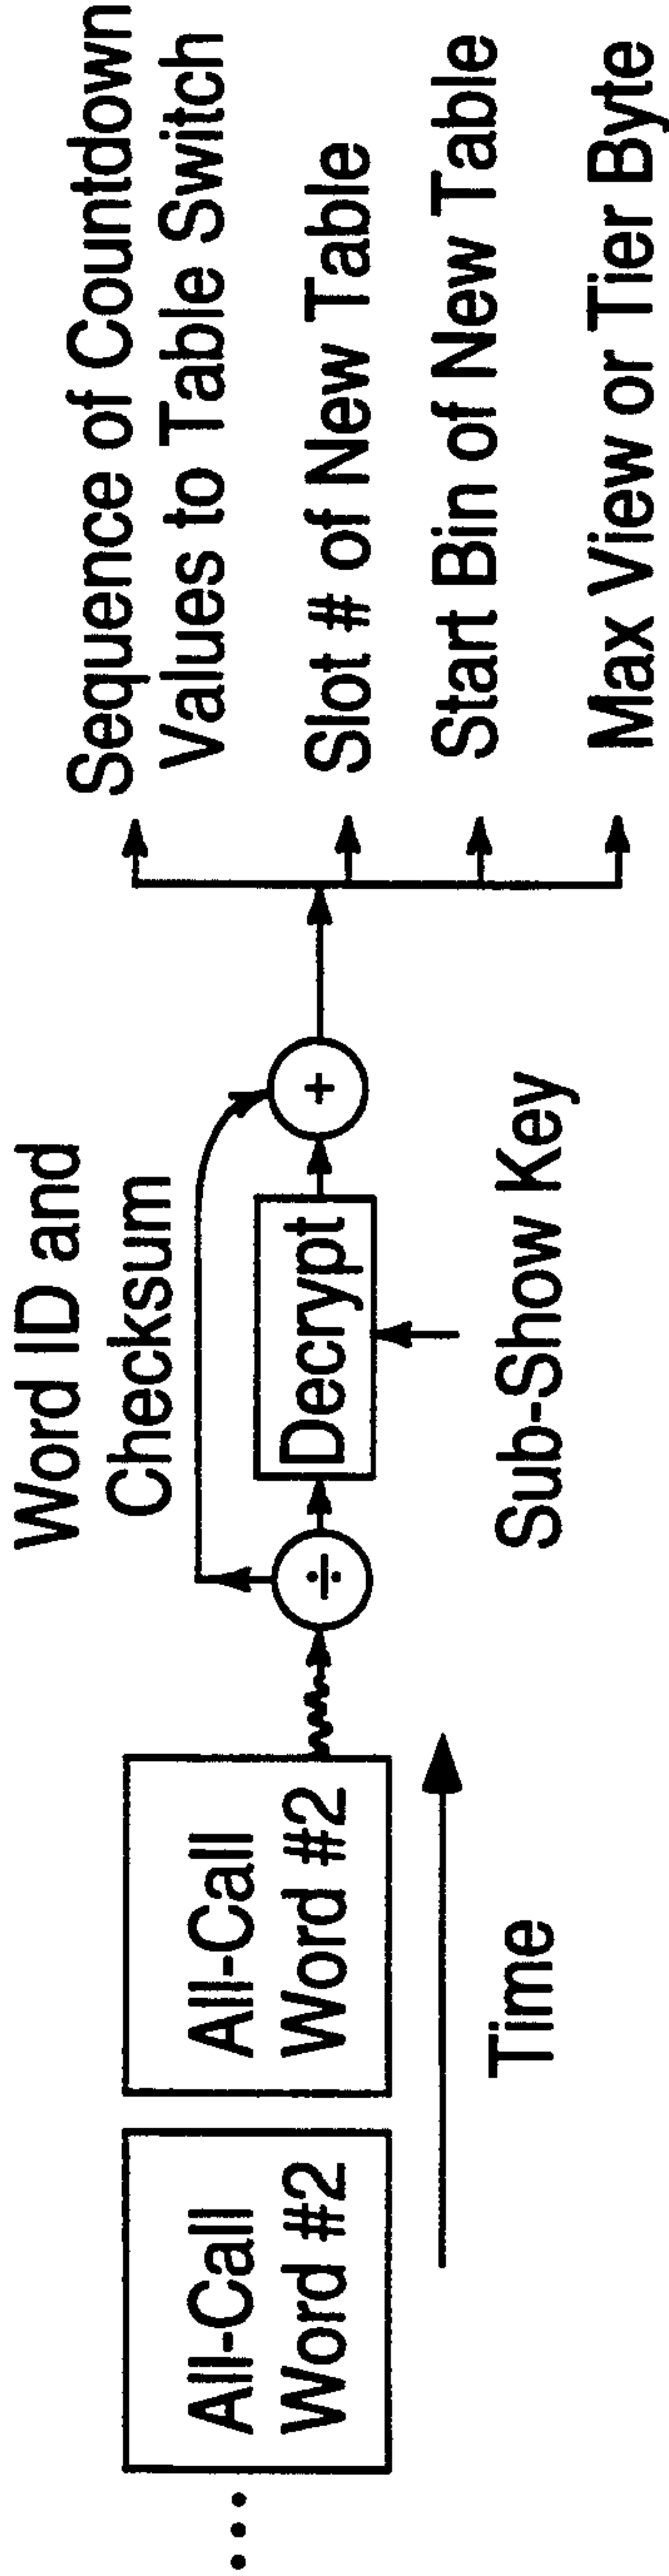 ...
All-Call
Word #2
All-Call
Word #2
Time
÷
Word ID and
Checksum
Decrypt
Sub-Show Key
+
Sequence of Countdown
Values to Table Switch
Slot # of New Table
Start Bin of New Table
Max View or Tier Byte